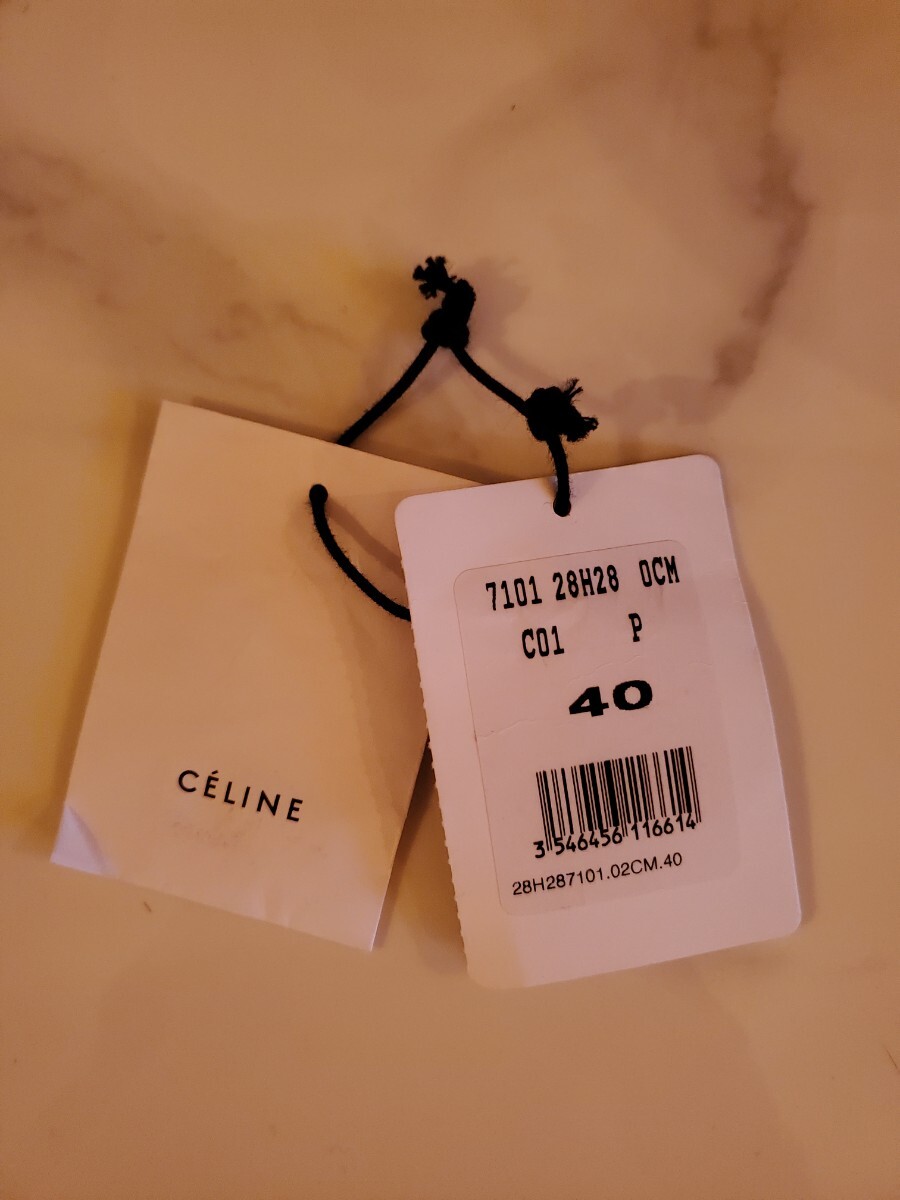 CÉLINE
7101 28H28 0CM
C01 P
40
3 546456 116614
28H287101.02CM.40